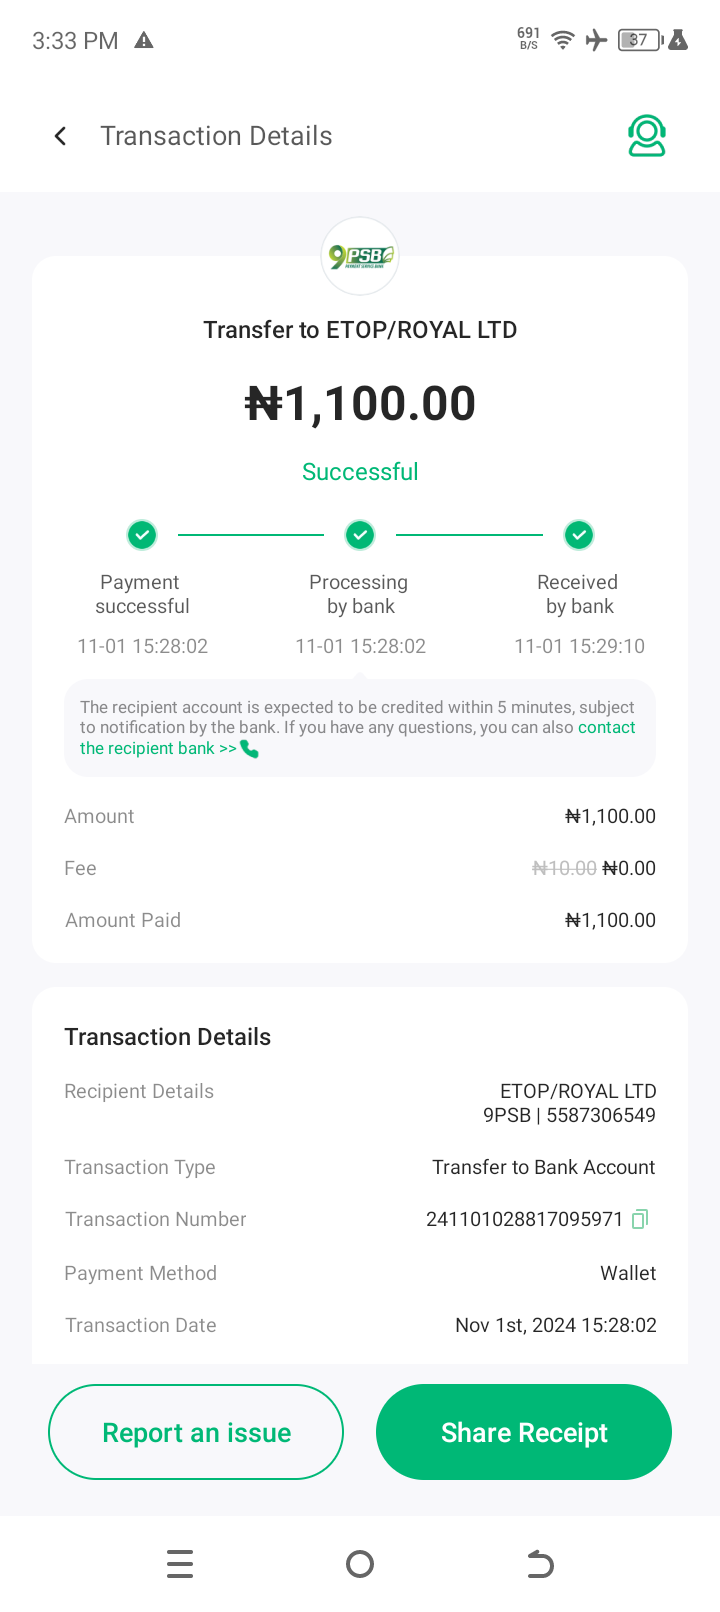 3:33 PM
691
B/S
37
Transaction Details
9PSB
PAYMENT SERVICE BANK
Transfer to ETOP/ROYAL LTD
₦1,100.00
Successful
Payment successful
Processing by bank
Received by bank
11-01 15:28:02
11-01 15:28:02
11-01 15:29:10
The recipient account is expected to be credited within 5 minutes, subject
to notification by the bank. If you have any questions, you can also contact
the recipient bank >>
Amount ₦1,100.00
Fee ₦10.00 ₦0.00
Amount Paid ₦1,100.00
Transaction Details
Recipient Details ETOP/ROYAL LTD
9PSB | 5587306549
Transaction Type Transfer to Bank Account
Transaction Number 241101028817095971
Payment Method Wallet
Transaction Date Nov 1st, 2024 15:28:02
Report an issue Share Receipt